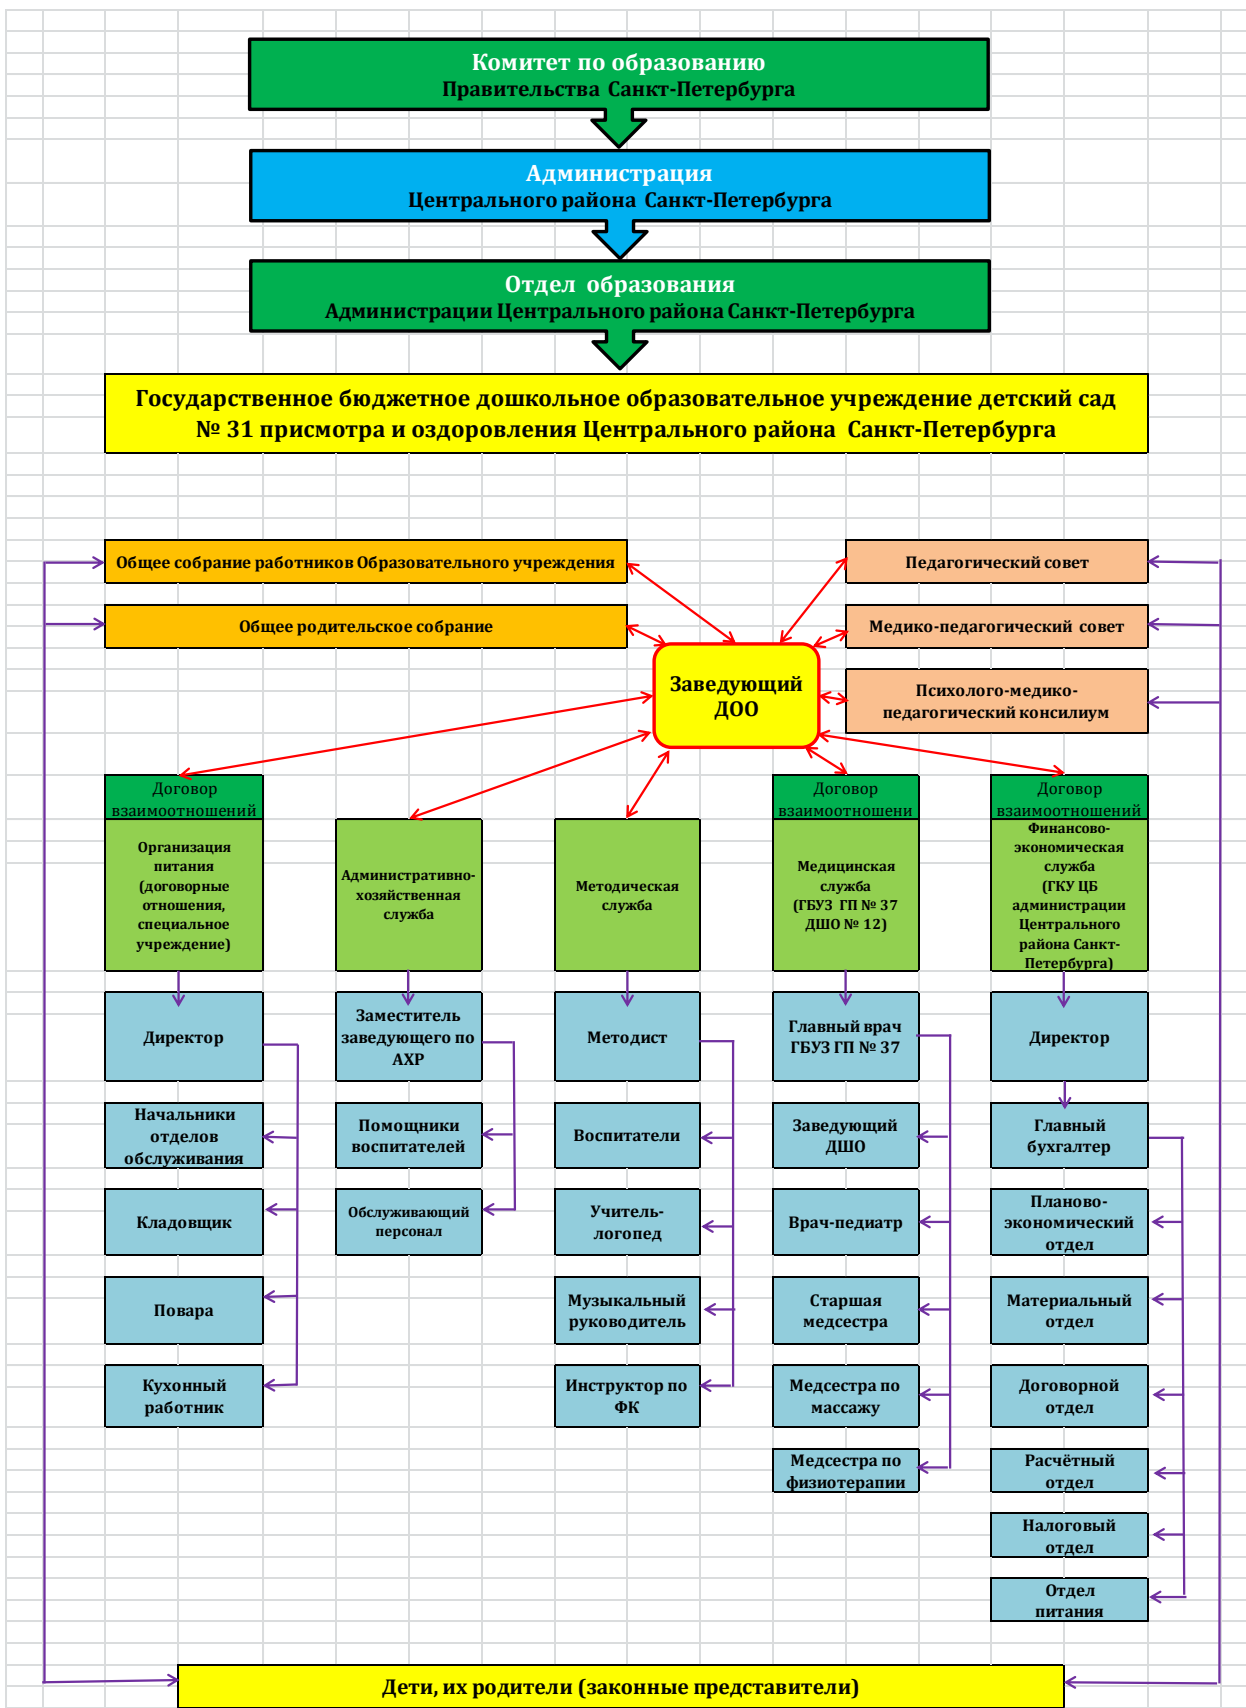 Комитет по образованию
Правительства Санкт-Петербурга
Администрация
Центрального района Санкт-Петербурга
Отдел образования
Администрации Центрального района Санкт-Петербурга
Государственное бюджетное дошкольное образовательное учреждение детский сад
№ 31 присмотра и оздоровления Центрального района Санкт-Петербурга
Общее собрание работников Образовательного учреждения
Педагогический совет
Общее родительское собрание
Медико-педагогический совет
Заведующий
ДОО
Психолого-медико-
педагогический консилиум
Договор
взаимоотношений
Организация
питания
(договорные
отношения,
специальное
учреждение)
Административно-
хозяйственная
служба
Методическая
служба
Договор
взаимоотношени
Медицинская
служба
(ГБУЗ ГП № 37
ДШО № 12)
Договор
взаимоотношений
Финансово-
экономическая
служба
(ГКУ ЦБ
администрации
Центрального
района Санкт-
Петербурга)
Директор
Заместитель
заведующего по
АХР
Методист
Главный врач
ГБУЗ ГП № 37
Директор
Начальники
отделов
обслуживания
Помощники
воспитателей
Воспитатели
Заведующий
ДШО
Главный
бухгалтер
Кладовщик
Обслуживающий
персонал
Учитель-
логопед
Врач-педиатр
Планово-
экономический
отдел
Повара
Музыкальный
руководитель
Старшая
медсестра
Материальный
отдел
Кухонный
работник
Инструктор по
ФК
Медсестра по
массажу
Договорной
отдел
Медсестра по
физиотерапии
Расчётный
отдел
Налоговый
отдел
Отдел
питания
Дети, их родители (законные представители)